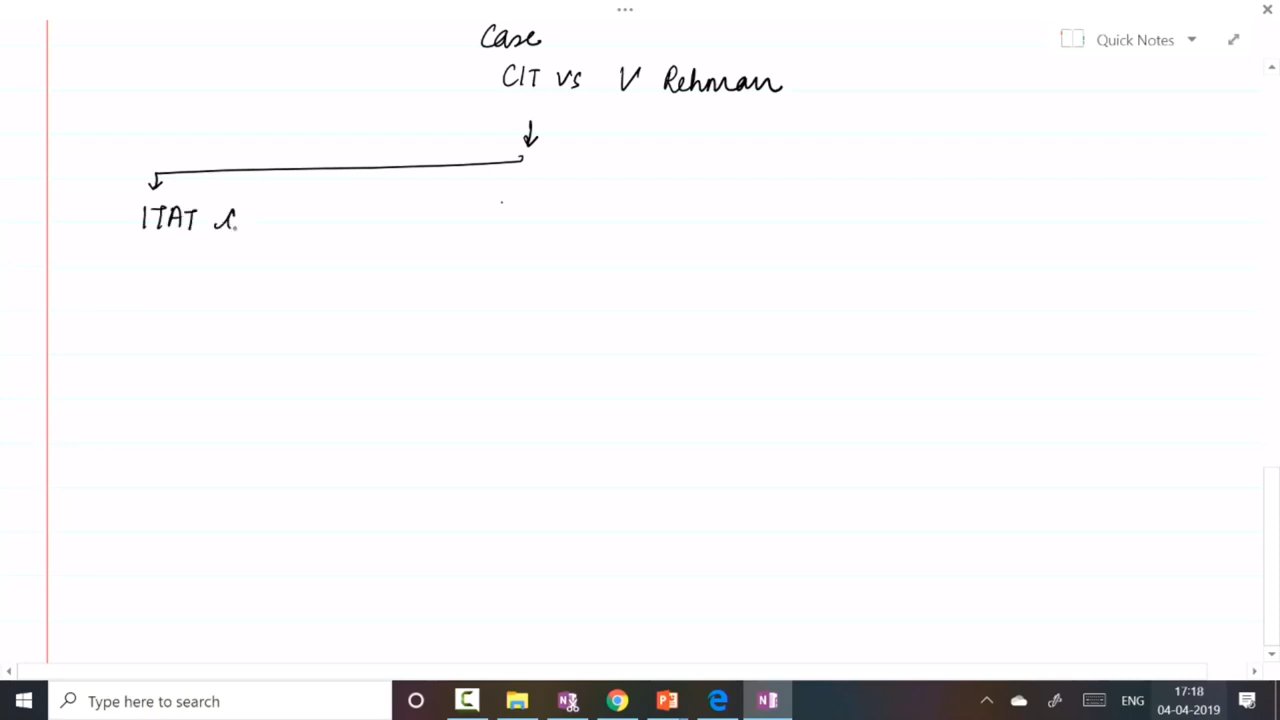 Case
Quick Notes
CIT vs V Rehman
ITAT
Type here to search
ENG
17:18
04-04-2019